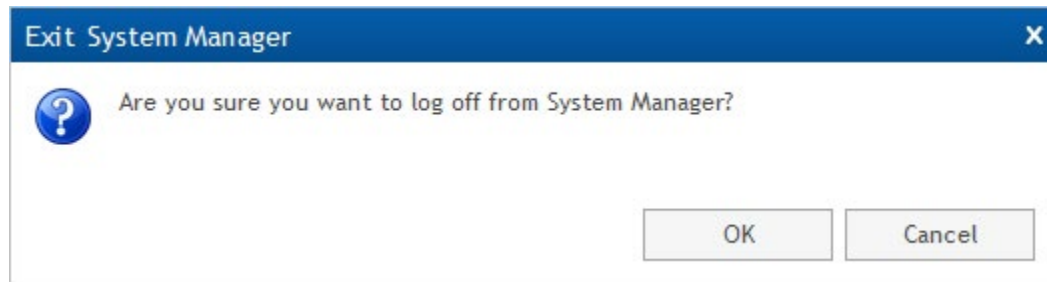 Exit System Manager
X
?
Are you sure you want to log off from System Manager?
OK
Cancel